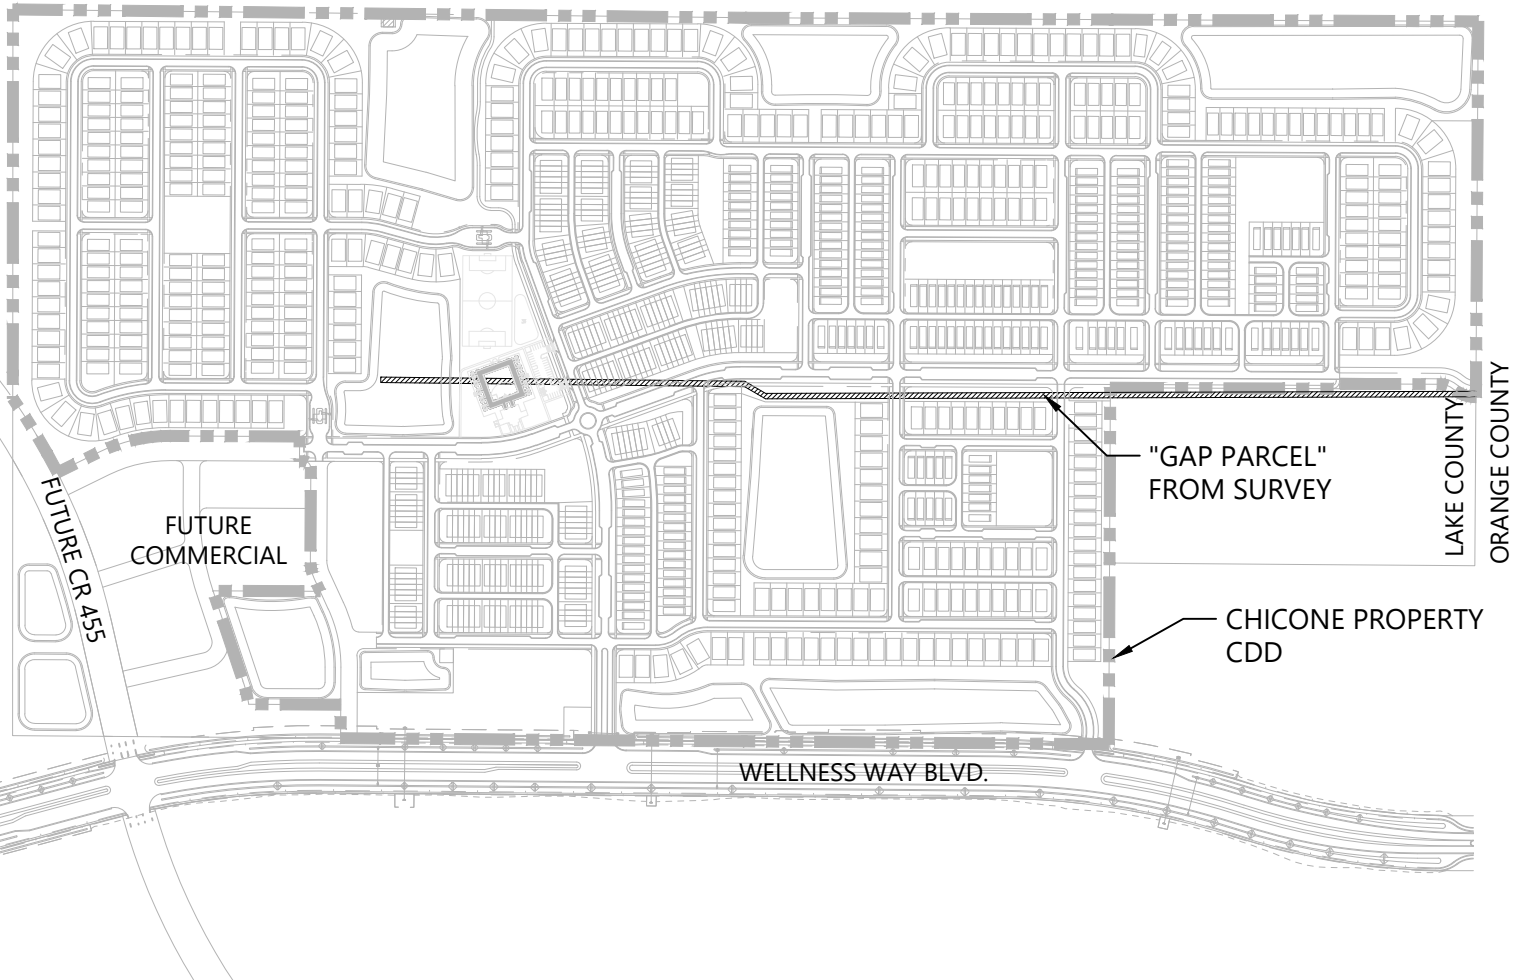 "GAP PARCEL"
FROM SURVEY
LAKE COUNTY
ORANGE COUNTY
FUTURE CR 455
FUTURE
COMMERCIAL
CHICONE PROPERTY
CDD
WELLNESS WAY BLVD.